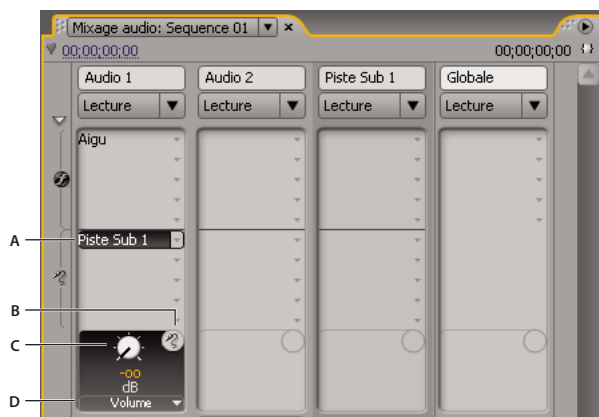 Mixage audio: Sequence 01
00;00;00;00
00;00;00;00
Audio 1
Audio 2
Piste Sub 1
Globale
Lecture
Lecture
Lecture
Lecture
Aigu
A
Piste Sub 1
B
C
-oo
dB
D
Volume